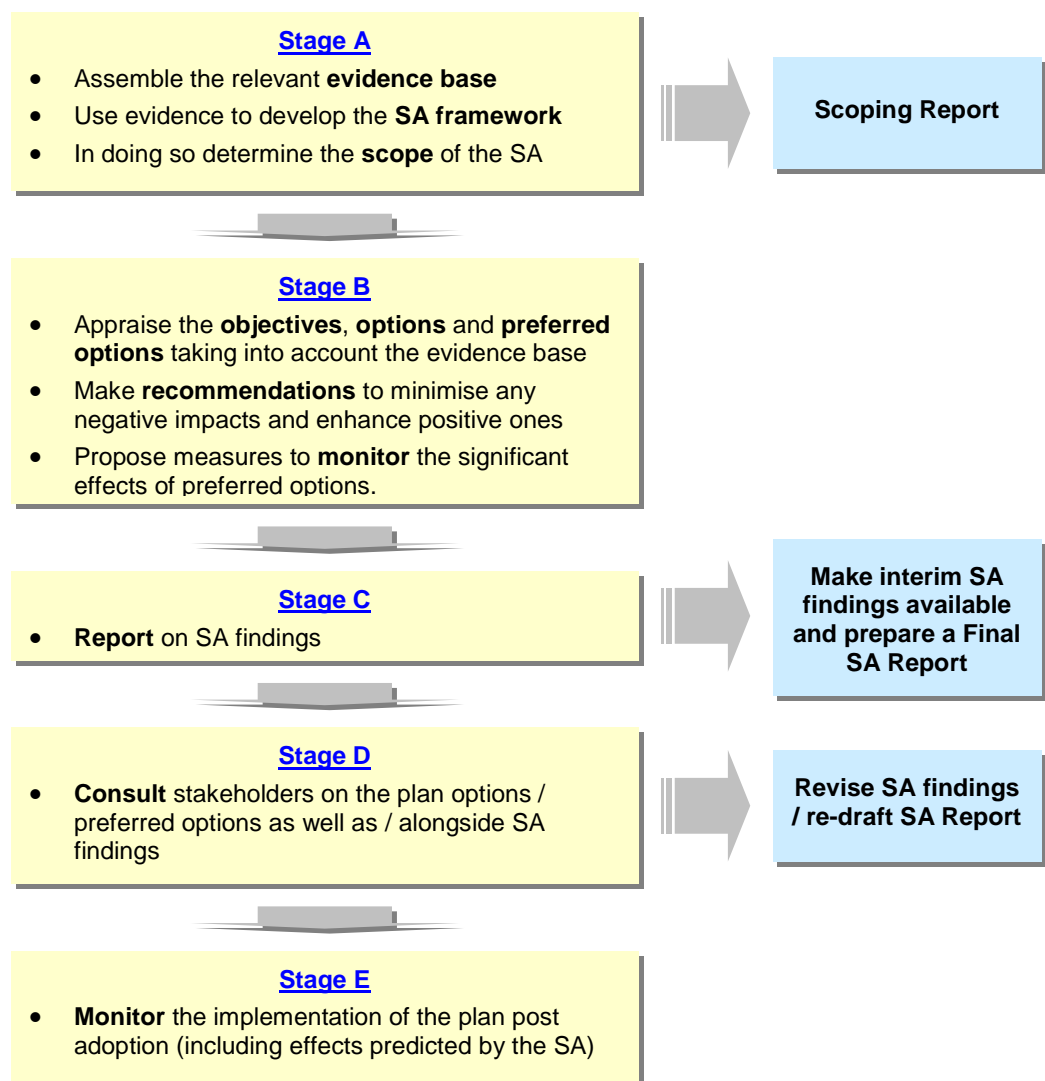 Stage A
• Assemble the relevant evidence base
• Use evidence to develop the SA framework
• In doing so determine the scope of the SA
Scoping Report
Stage B
• Appraise the objectives, options and preferred
options taking into account the evidence base
• Make recommendations to minimise any
negative impacts and enhance positive ones
• Propose measures to monitor the significant
effects of preferred options.
Stage C
• Report on SA findings
Make interim SA
findings available
and prepare a Final
SA Report
Stage D
• Consult stakeholders on the plan options /
preferred options as well as / alongside SA
findings
Revise SA findings
/ re-draft SA Report
Stage E
• Monitor the implementation of the plan post
adoption (including effects predicted by the SA)